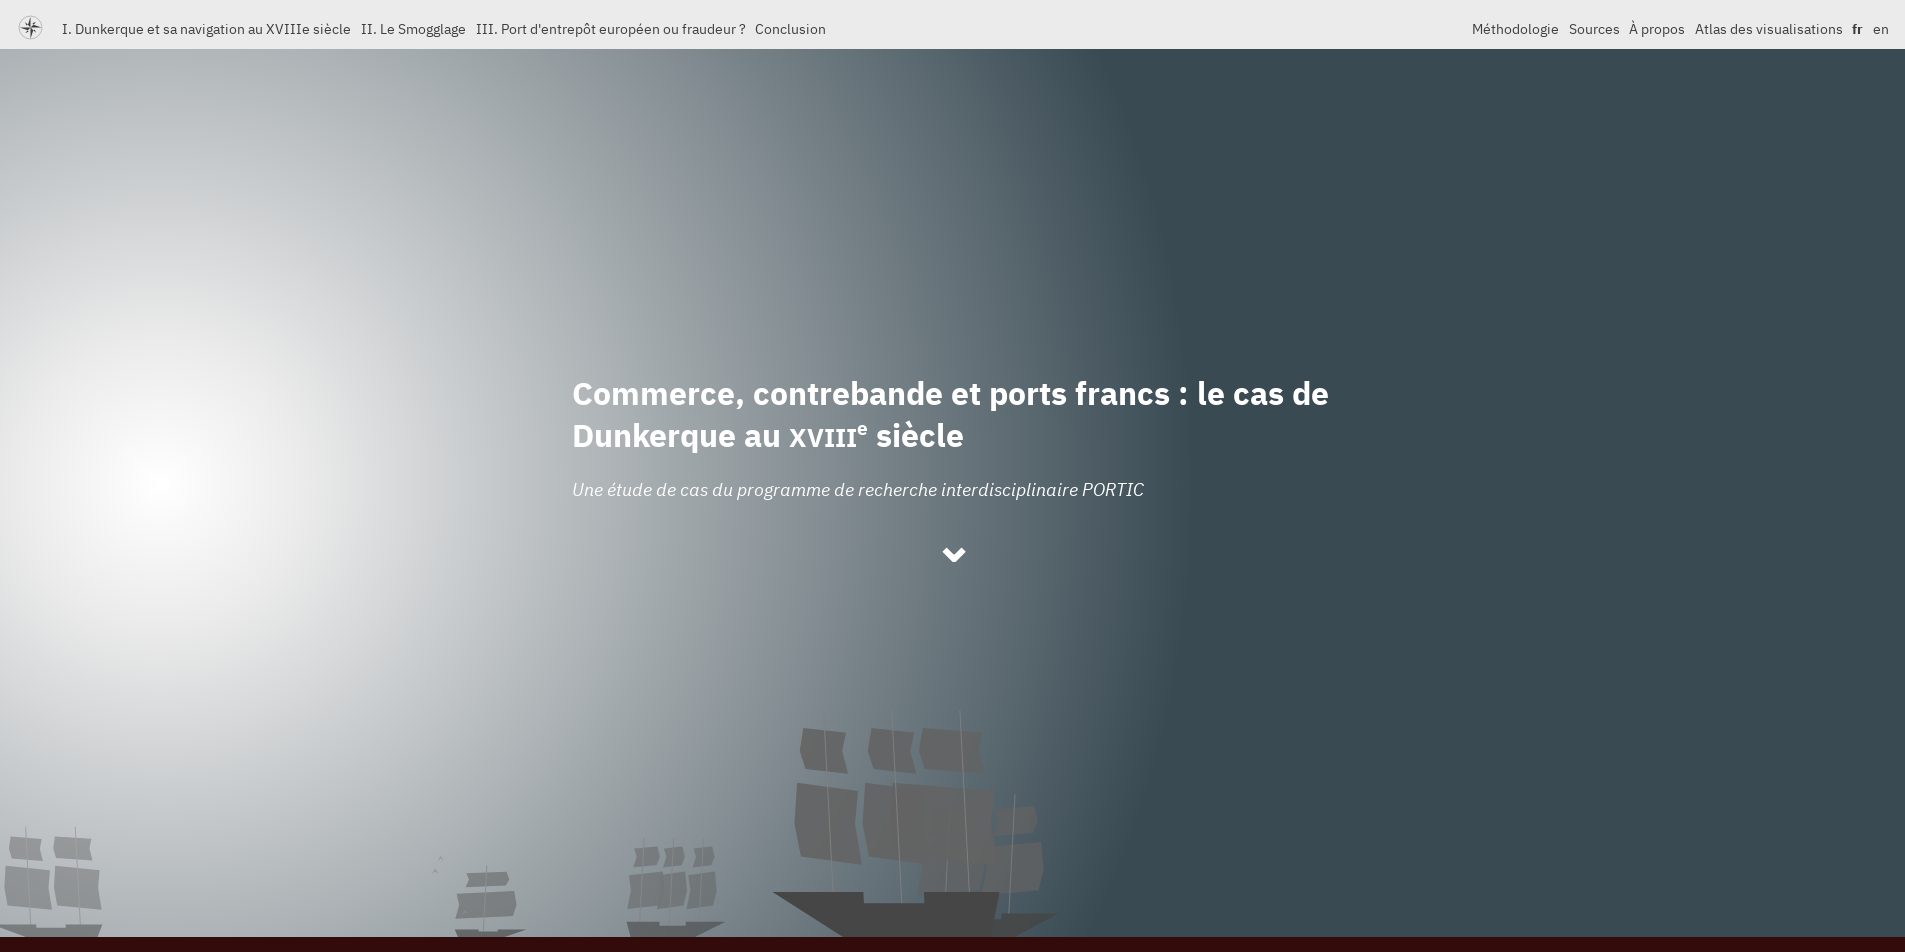 I. Dunkerque et sa navigation au XVIIIe siècle II. Le Smogglage III. Port d'entrepôt européen ou fraudeur ? Conclusion Méthodologie Sources À propos Atlas des visualisations fr en
Commerce, contrebande et ports francs : le cas de
Dunkerque au XVIIIe siècle
Une étude de cas du programme de recherche interdisciplinaire PORTIC